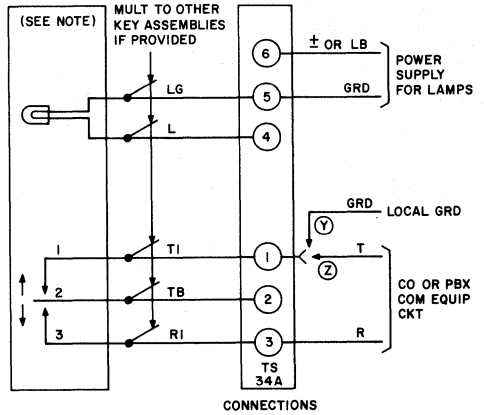 (SEE NOTE)
MULT TO OTHER
KEY ASSEMBLIES
IF PROVIDED
6
± OR LB
POWER
SUPPLY
FOR LAMPS
LG
5
GRD
L
4
GRD
LOCAL GRD
Y
1
T1
1
T
Z
2
TB
2
CO OR PBX
COM EQUIP
CKT
3
R1
3
R
TS
34A
CONNECTIONS